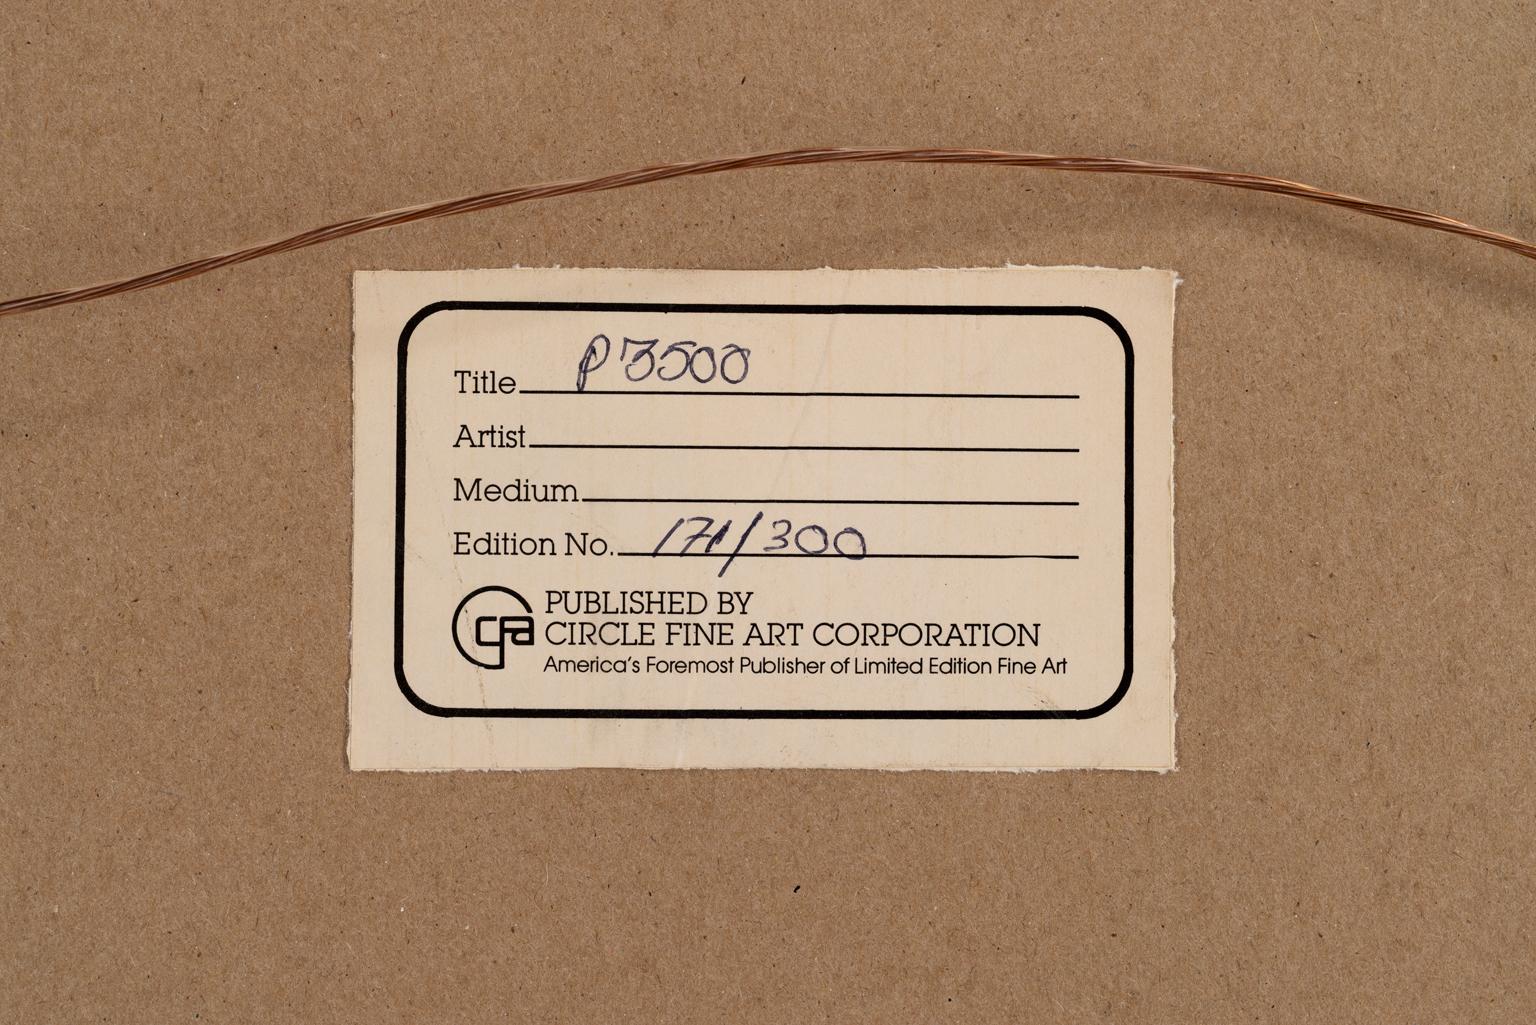 Title P3500
Artist
Medium
Edition No. 171/300
cfa PUBLISHED BY
CIRCLE FINE ART CORPORATION
America's Foremost Publisher of Limited Edition Fine Art